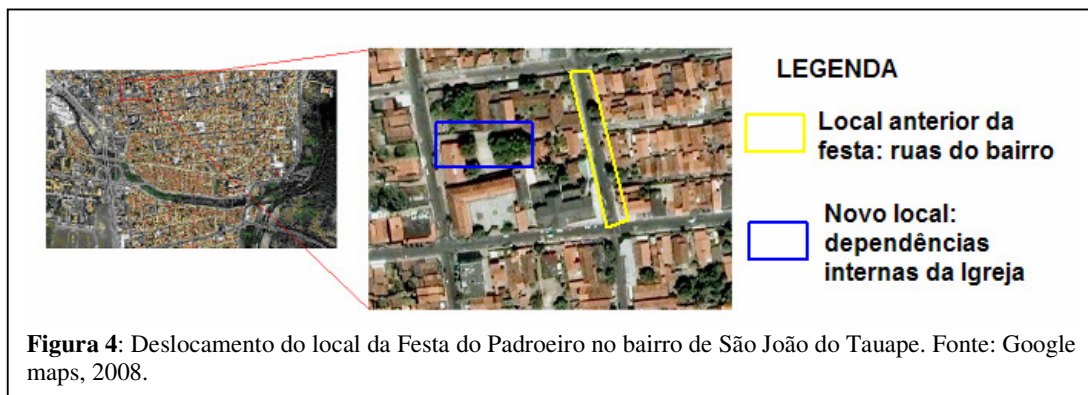 LEGENDA
Local anterior da
festa: ruas do bairro
Novo local:
dependências
internas da Igreja
Figura 4: Deslocamento do local da Festa do Padroeiro no bairro de São João do Tauape. Fonte: Google
maps, 2008.